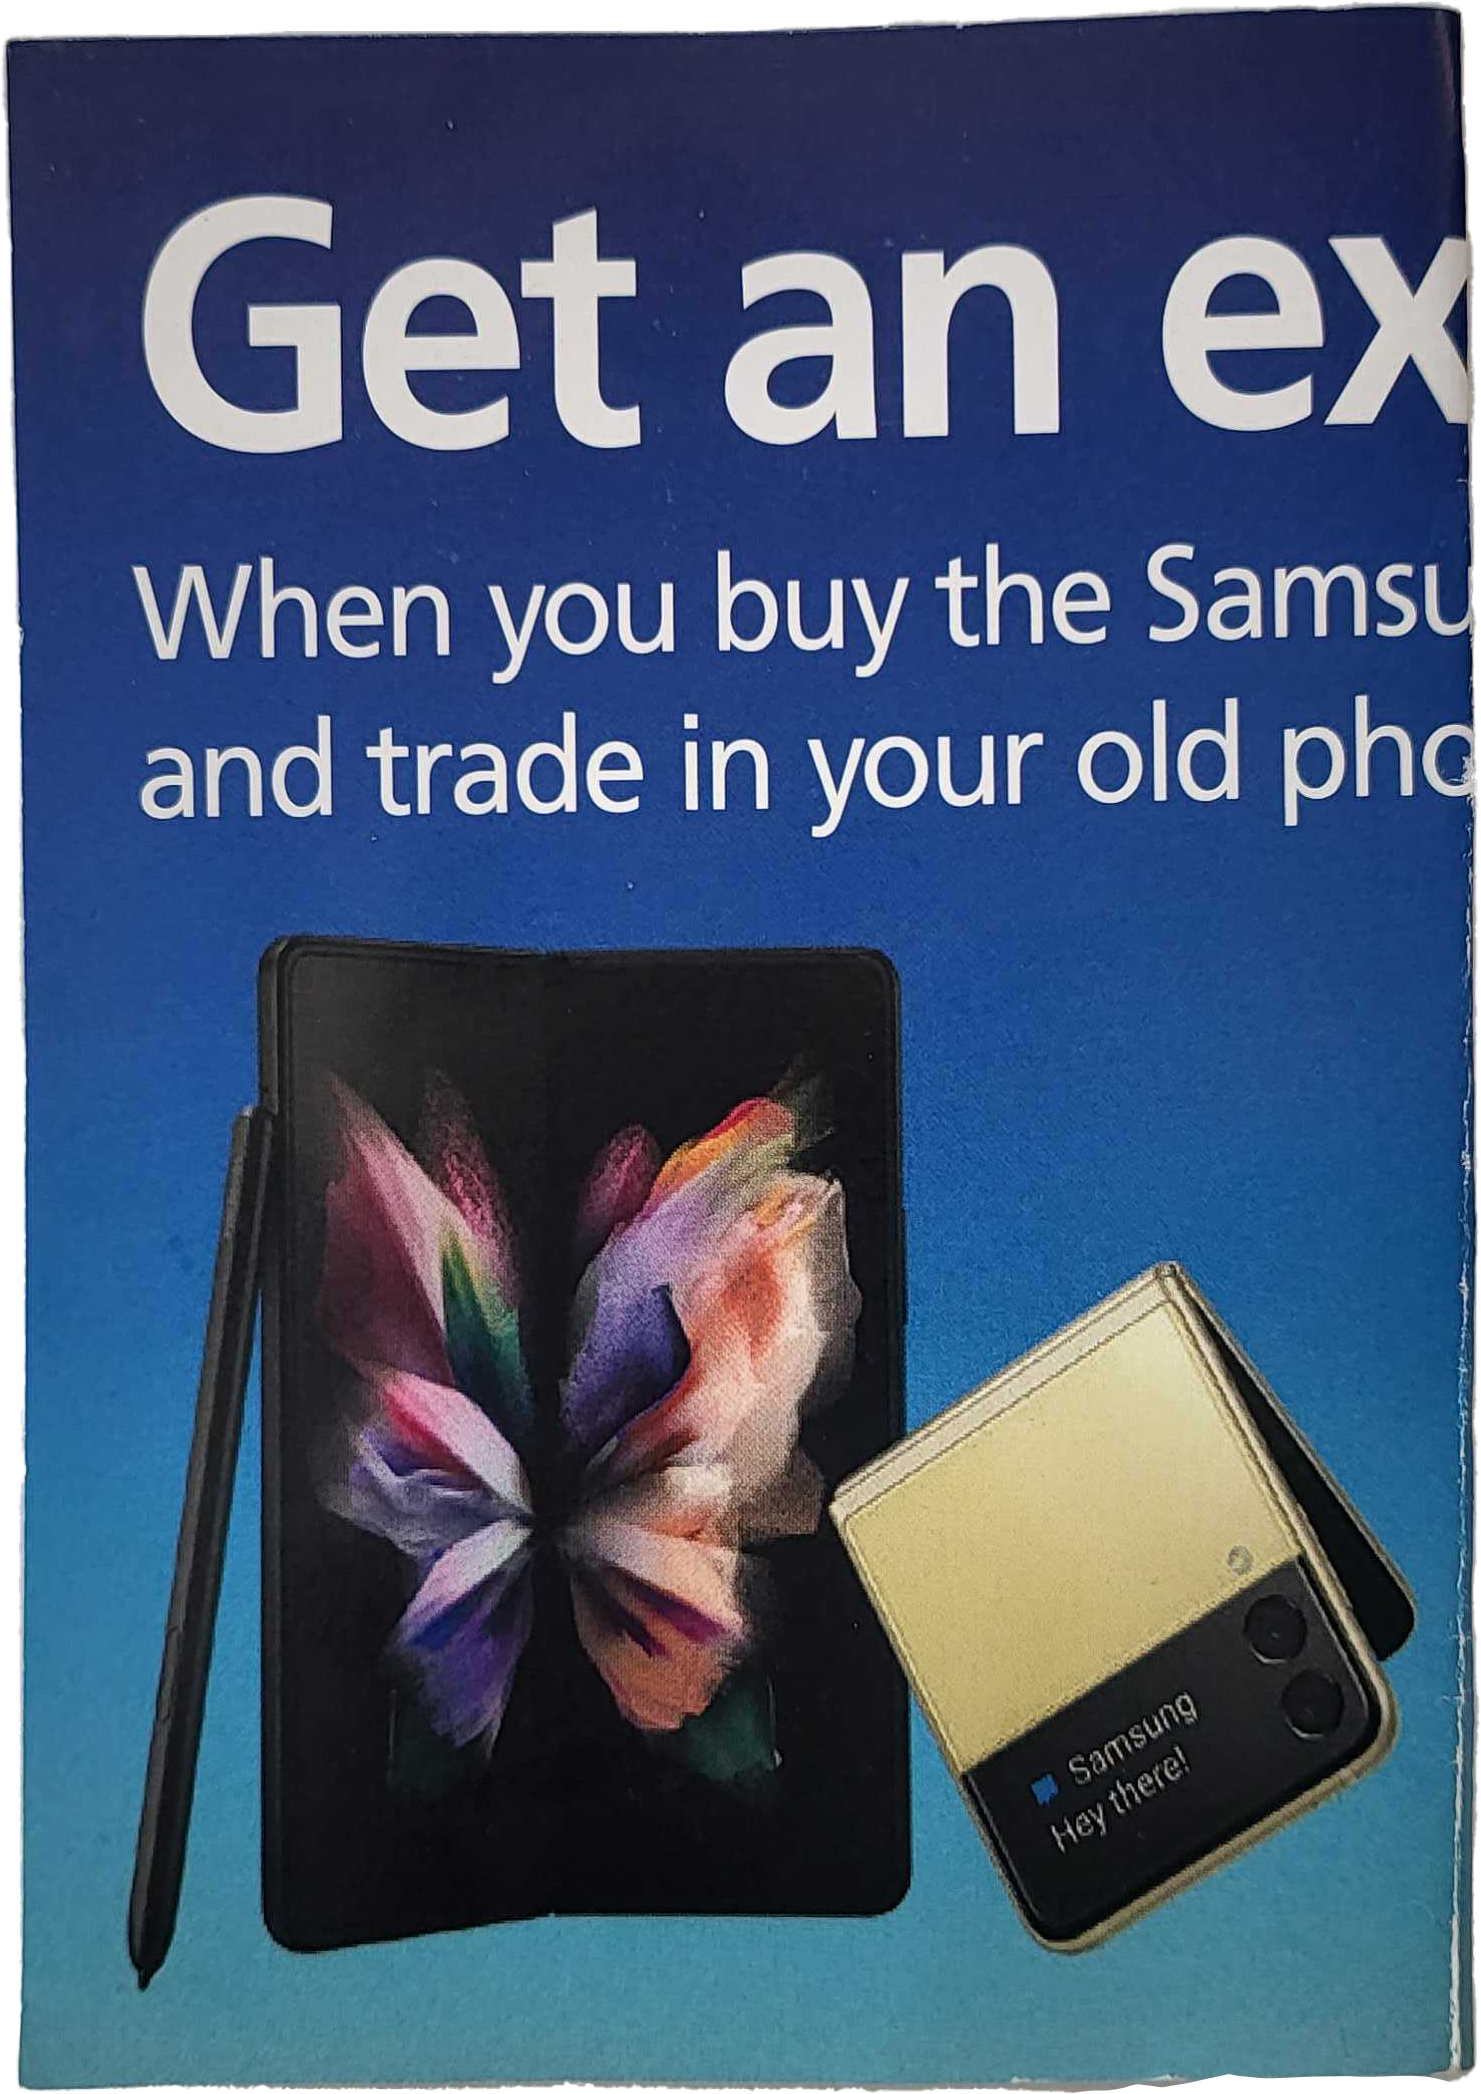 Get an ex
When you buy the Samsu
and trade in your old pho
Samsung
Hey there!